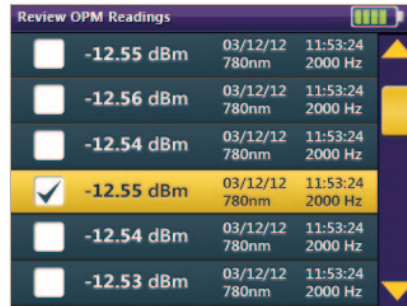 Review OPM Readings
-12.55 dBm 03/12/12 11:53:24
780nm 2000 Hz
-12.56 dBm 03/12/12 11:53:24
780nm 2000 Hz
-12.54 dBm 03/12/12 11:53:24
780nm 2000 Hz
-12.55 dBm 03/12/12 11:53:24
780nm 2000 Hz
-12.54 dBm 03/12/12 11:53:24
780nm 2000 Hz
-12.53 dBm 03/12/12 11:53:24
780nm 2000 Hz